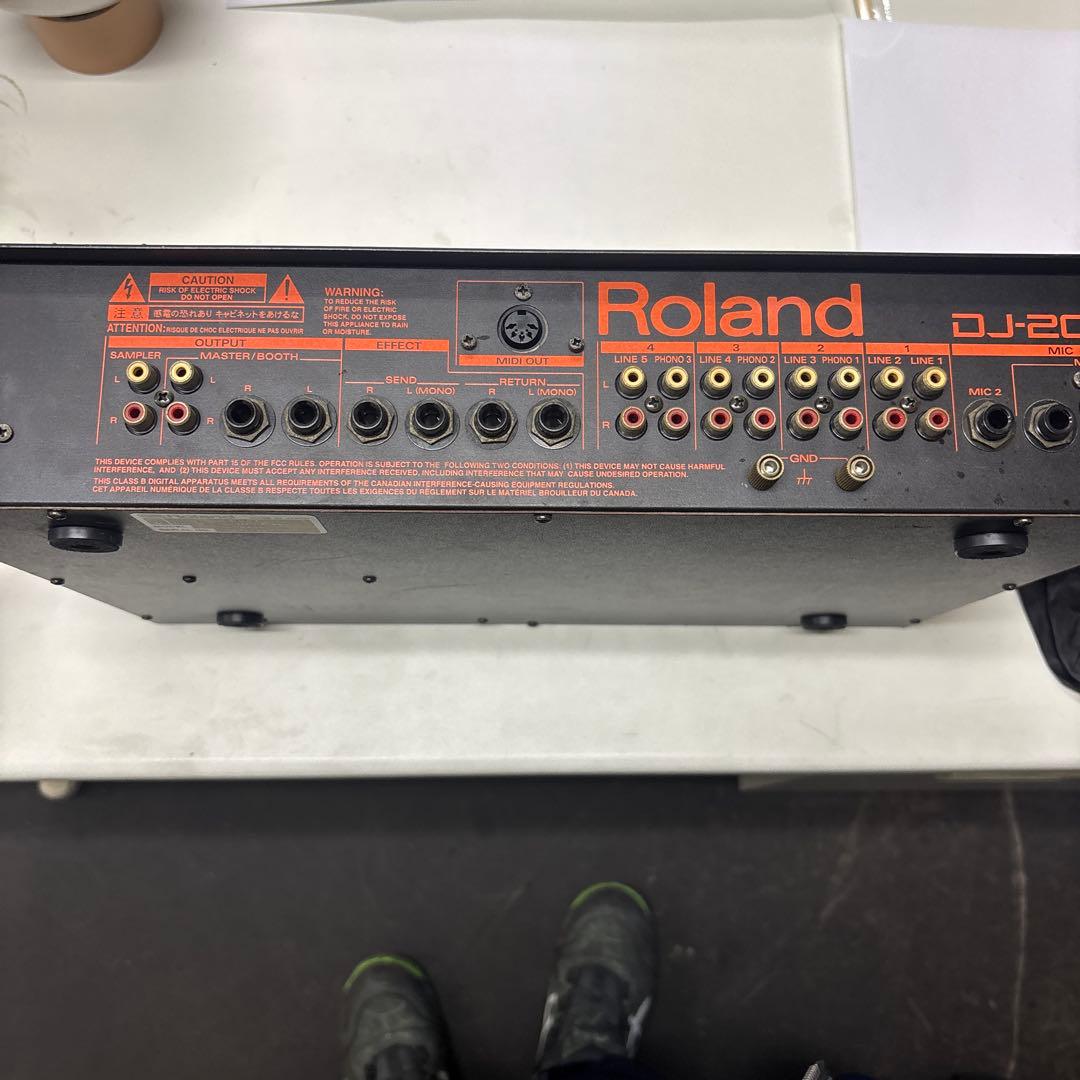 CAUTION
RISK OF ELECTRIC SHOCK
DO NOT OPEN
注意
感電の恐れあり キャビネットをあけるな
ATTENTION: RISQUE DE CHOC ELECTRIQUE NE PAS OUVRIR
WARNING:
TO REDUCE THE RISK
OF FIRE OR ELECTRIC
SHOCK, DO NOT EXPOSE
THIS APPLIANCE TO RAIN
OR MOISTURE.
MIDI OUT
Roland
DJ-20
OUTPUT
SAMPLER
MASTER/BOOTH
L
L
R
L
R
R
EFFECT
SEND
RETURN
R
L (MONO)
R
L (MONO)
4
3
2
1
MIC
LINE 5
PHONO 3
LINE 4
PHONO 2
LINE 3
PHONO 1
LINE 2
LINE 1
L
R
MIC 2
GND
THIS DEVICE COMPLIES WITH PART 15 OF THE FCC RULES. OPERATION IS SUBJECT TO THE FOLLOWING TWO CONDITIONS: (1) THIS DEVICE MAY NOT CAUSE HARMFUL
INTERFERENCE, AND (2) THIS DEVICE MUST ACCEPT ANY INTERFERENCE RECEIVED, INCLUDING INTERFERENCE THAT MAY CAUSE UNDESIRED OPERATION.
THIS CLASS B DIGITAL APPARATUS MEETS ALL REQUIREMENTS OF THE CANADIAN INTERFERENCE-CAUSING EQUIPMENT REGULATIONS.
CET APPAREIL NUMÉRIQUE DE LA CLASSE B RESPECTE TOUTES LES EXIGENCES DU RÈGLEMENT SUR LE MATÉRIEL BROUILLEUR DU CANADA.